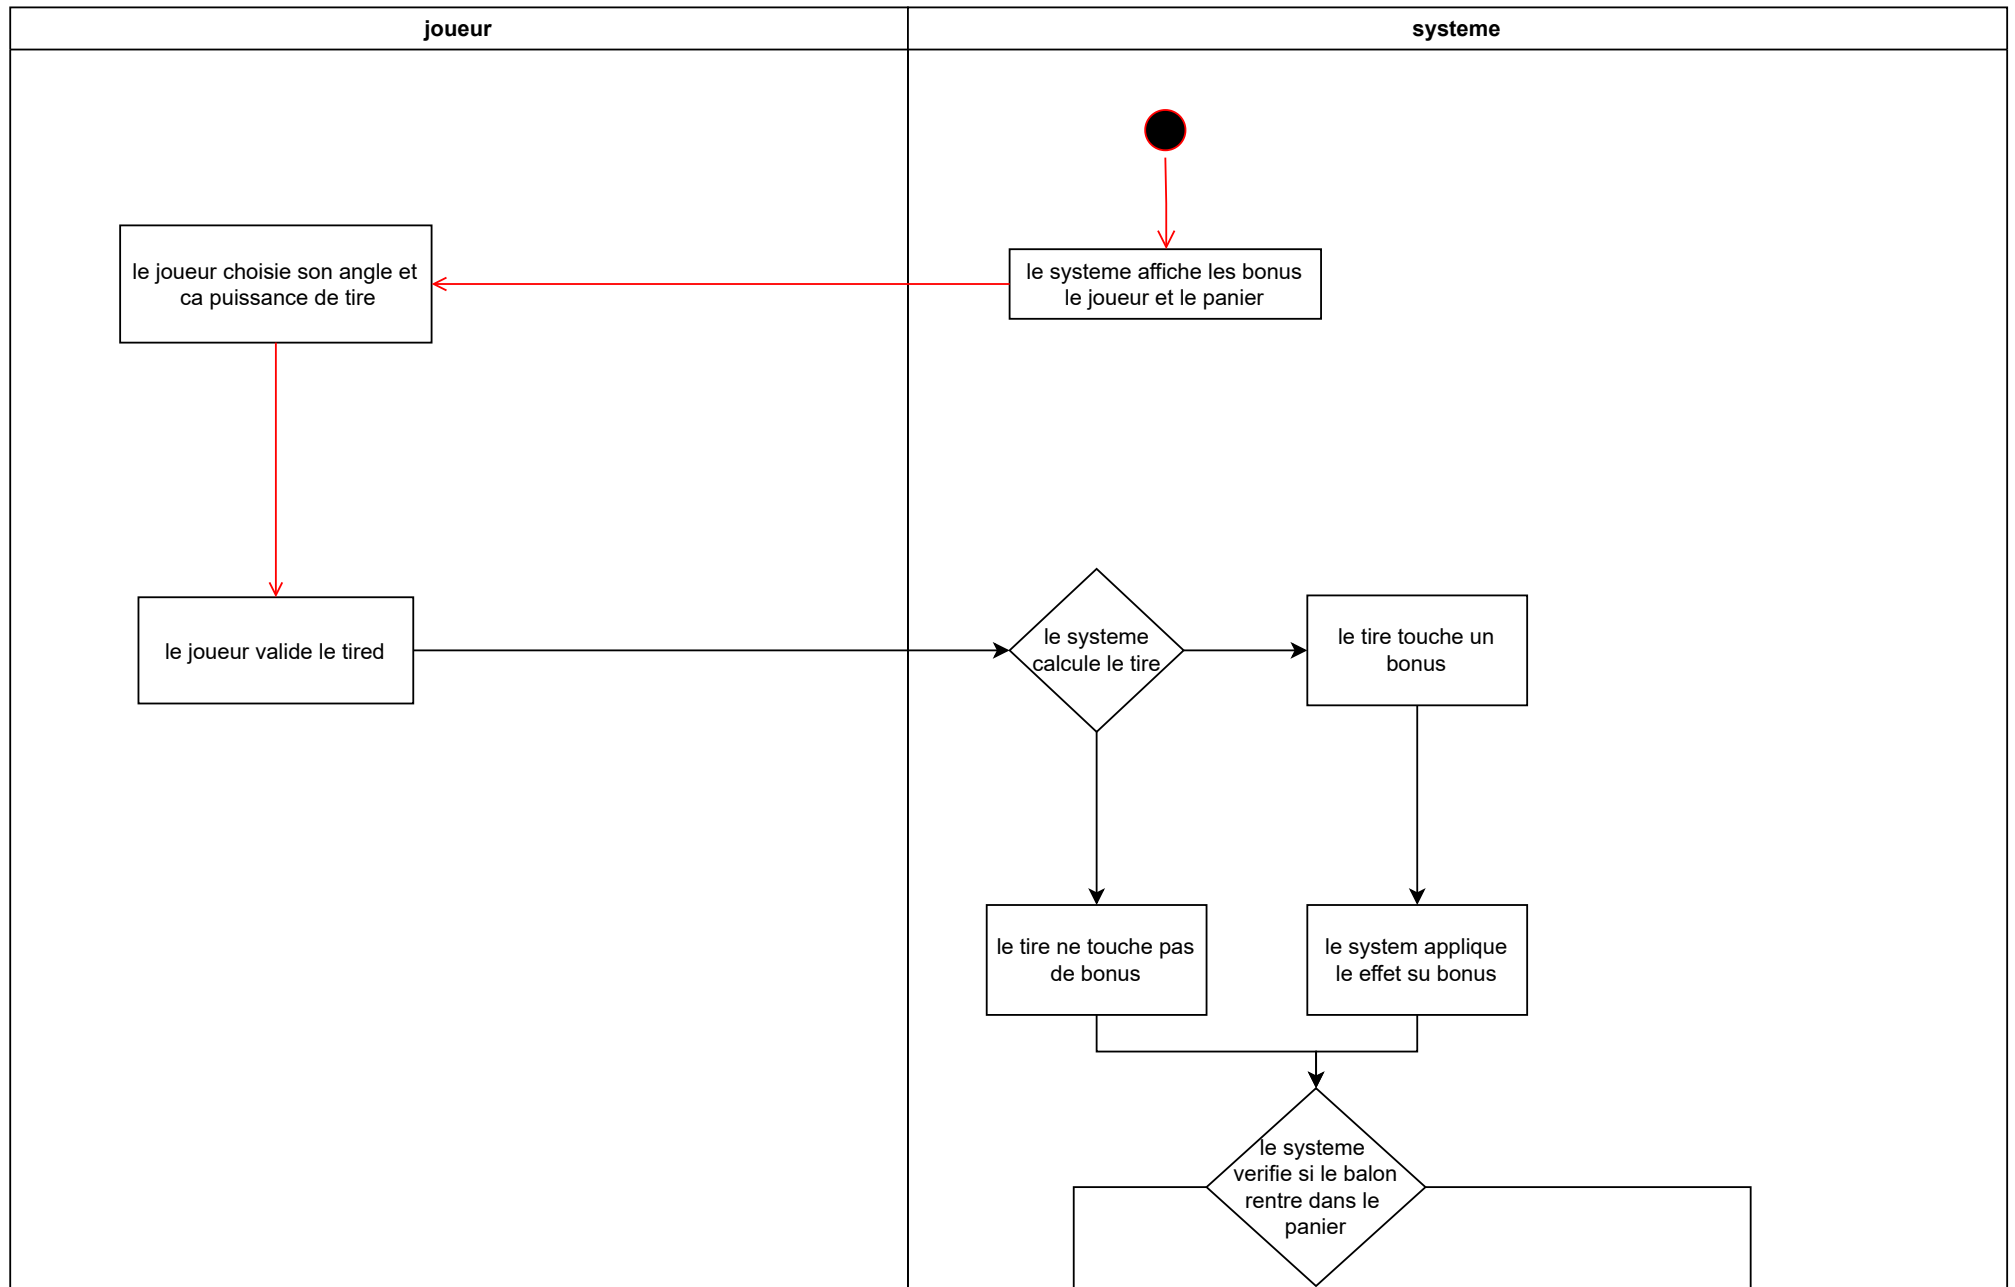 joueur
systeme
le systeme affiche les bonus
le joueur et le panier
le joueur choisie son angle et
ca puissance de tire
le joueur valide le tired
le systeme
calcule le tire
le tire touche un
bonus
le tire ne touche pas
de bonus
le system applique
le effet su bonus
le systeme
verifie si le balon
rentre dans le
panier